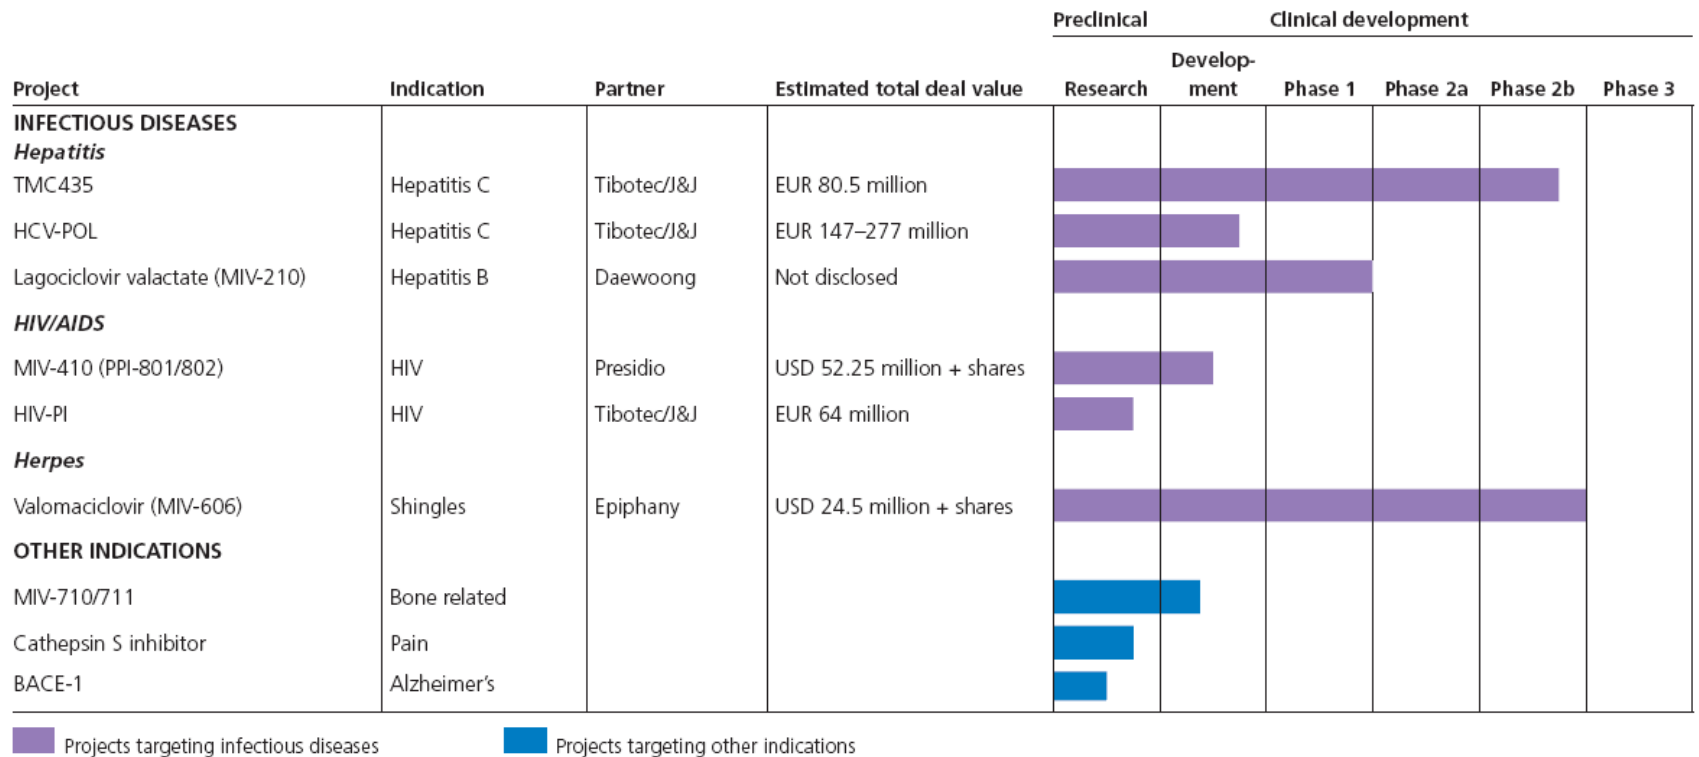 Preclinical Clinical development
Project Indication Partner Estimated total deal value Research Develop-ment Phase 1 Phase 2a Phase 2b Phase 3
INFECTIOUS DISEASES
Hepatitis
TMC435 Hepatitis C Tibotec/J&J EUR 80.5 million
HCV-POL Hepatitis C Tibotec/J&J EUR 147–277 million
Lagociclovir valactate (MIV-210) Hepatitis B Daewoong Not disclosed
HIV/AIDS
MIV-410 (PPI-801/802) HIV Presidio USD 52.25 million + shares
HIV-PI HIV Tibotec/J&J EUR 64 million
Herpes
Valomaciclovir (MIV-606) Shingles Epiphany USD 24.5 million + shares
OTHER INDICATIONS
MIV-710/711 Bone related
Cathepsin S inhibitor Pain
BACE-1 Alzheimer's
Projects targeting infectious diseases Projects targeting other indications